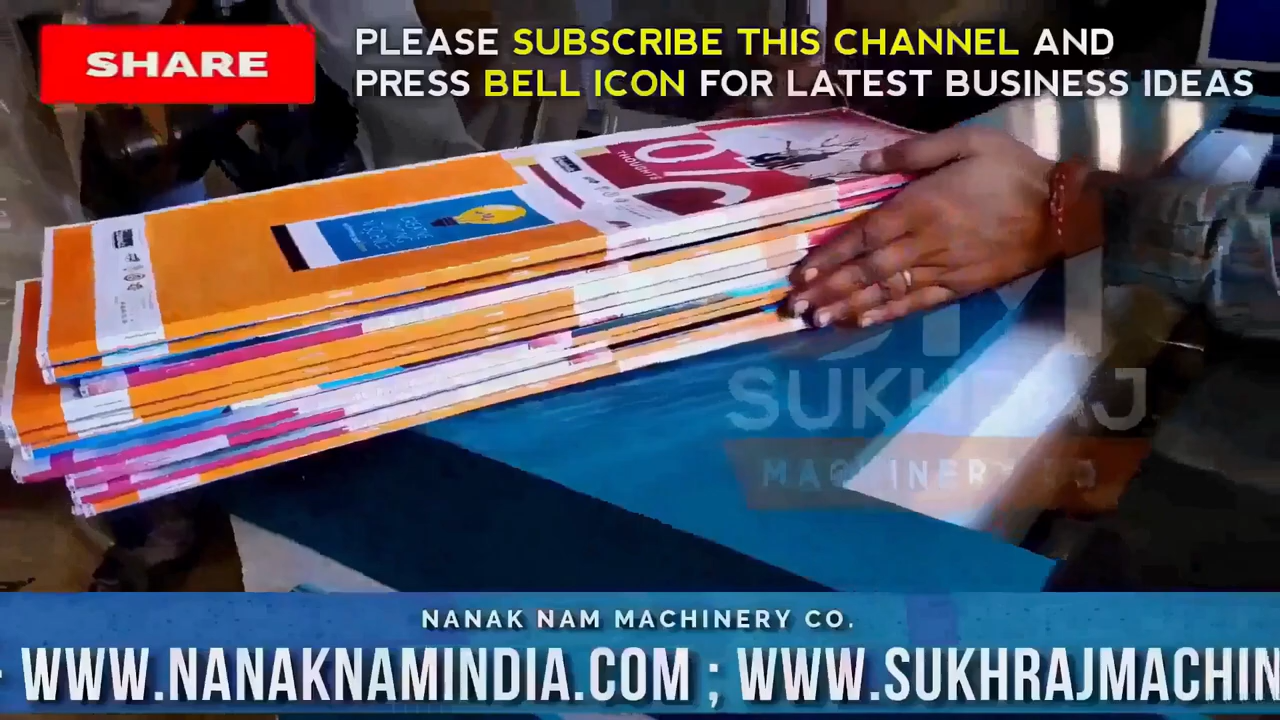 SHARE
PLEASE SUBSCRIBE THIS CHANNEL AND
PRESS BELL ICON FOR LATEST BUSINESS IDEAS
THOUGHTS
SUKHRAJ
NANAK NAM MACHINERY CO.
WWW.NANAKNAMINDIA.COM ; WWW.SUKHRAJMACHIN